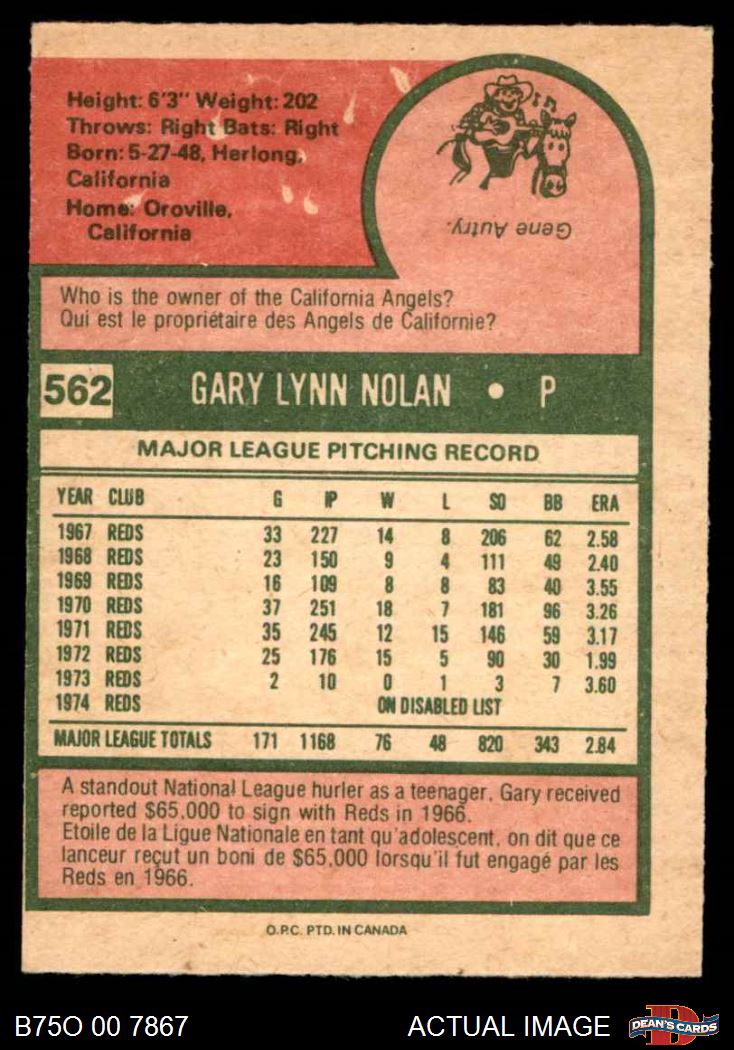 Height: 6'3" Weight: 202
Throws: Right Bats: Right
Born: 5-27-48, Herlong,
California
Home: Oroville,
California
Gene Autry.
Who is the owner of the California Angels?
Qui est le propriétaire des Angels de Californie?
562 GARY LYNN NOLAN • P
MAJOR LEAGUE PITCHING RECORD
YEAR CLUB G IP W L SO BB ERA
1967 REDS 33 227 14 8 206 62 2.58
1968 REDS 23 150 9 4 111 49 2.40
1969 REDS 16 109 8 8 83 40 3.55
1970 REDS 37 251 18 7 181 96 3.26
1971 REDS 35 245 12 15 146 59 3.17
1972 REDS 25 176 15 5 90 30 1.99
1973 REDS 2 10 0 1 3 7 3.60
1974 REDS ON DISABLED LIST
MAJOR LEAGUE TOTALS 171 1168 76 48 820 343 2.84
A standout National League hurler as a teenager, Gary received
reported $65,000 to sign with Reds in 1966.
Etoile de la Ligue Nationale en tant qu'adolescent, on dit que ce
lanceur reçut un boni de $65,000 lorsqu'il fut engagé par les
Reds en 1966.
O.P.C. PTD. IN CANADA
B75O 00 7867 ACTUAL IMAGE
DEAN'S CARDS